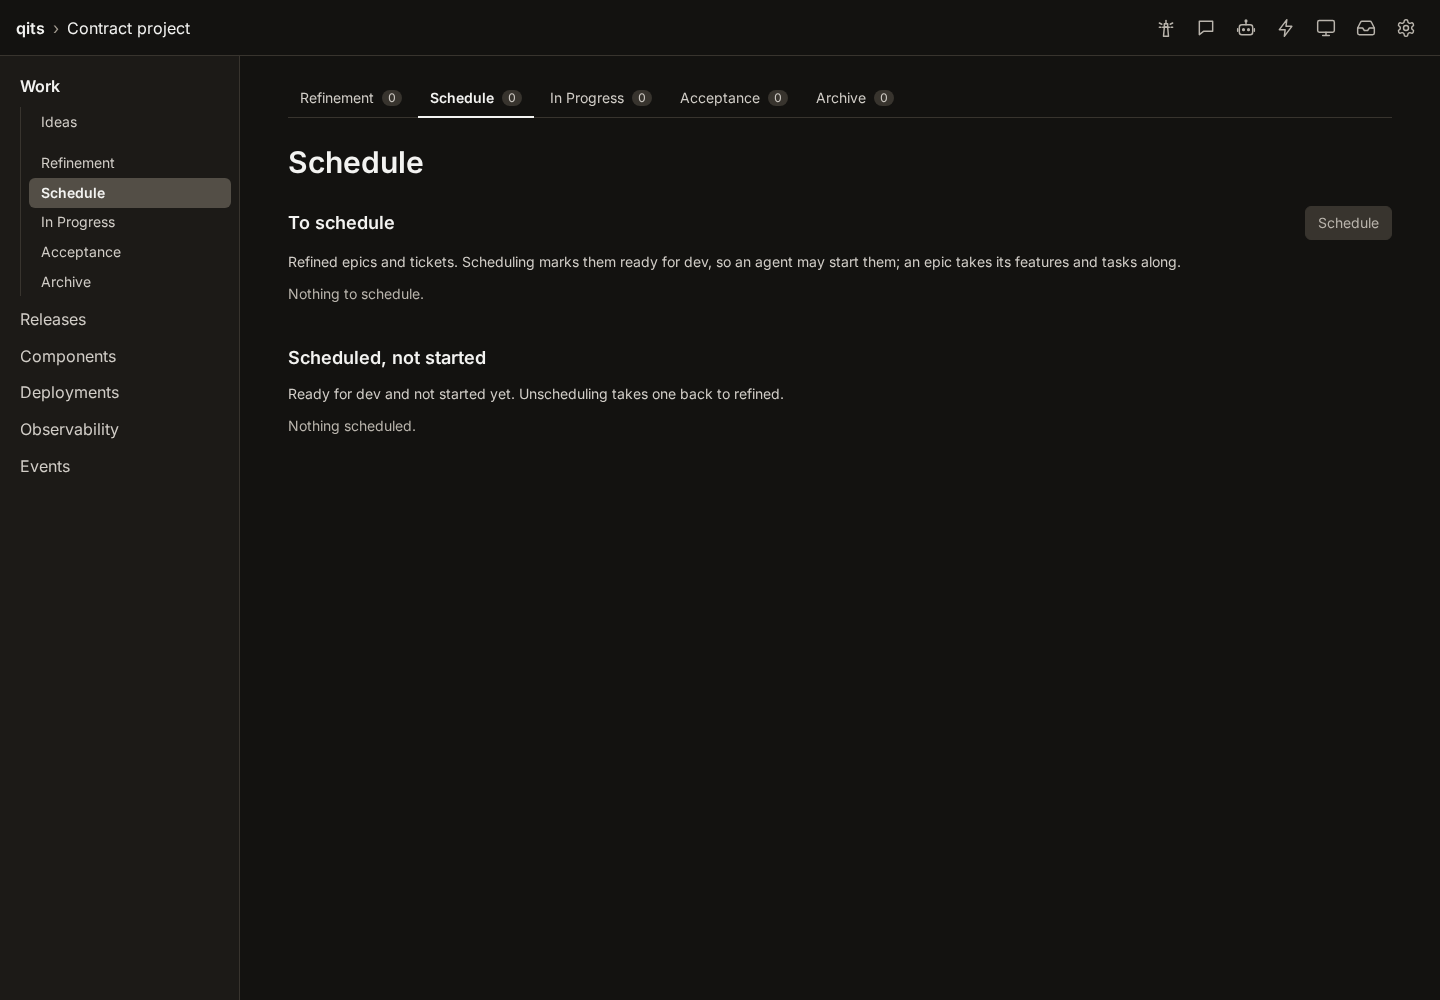 qits › Contract project
Work
Ideas
Refinement
Schedule
In Progress
Acceptance
Archive
Releases
Components
Deployments
Observability
Events
Refinement 0 Schedule 0 In Progress 0 Acceptance 0 Archive 0
Schedule
To schedule
Schedule
Refined epics and tickets. Scheduling marks them ready for dev, so an agent may start them; an epic takes its features and tasks along.
Nothing to schedule.
Scheduled, not started
Ready for dev and not started yet. Unscheduling takes one back to refined.
Nothing scheduled.